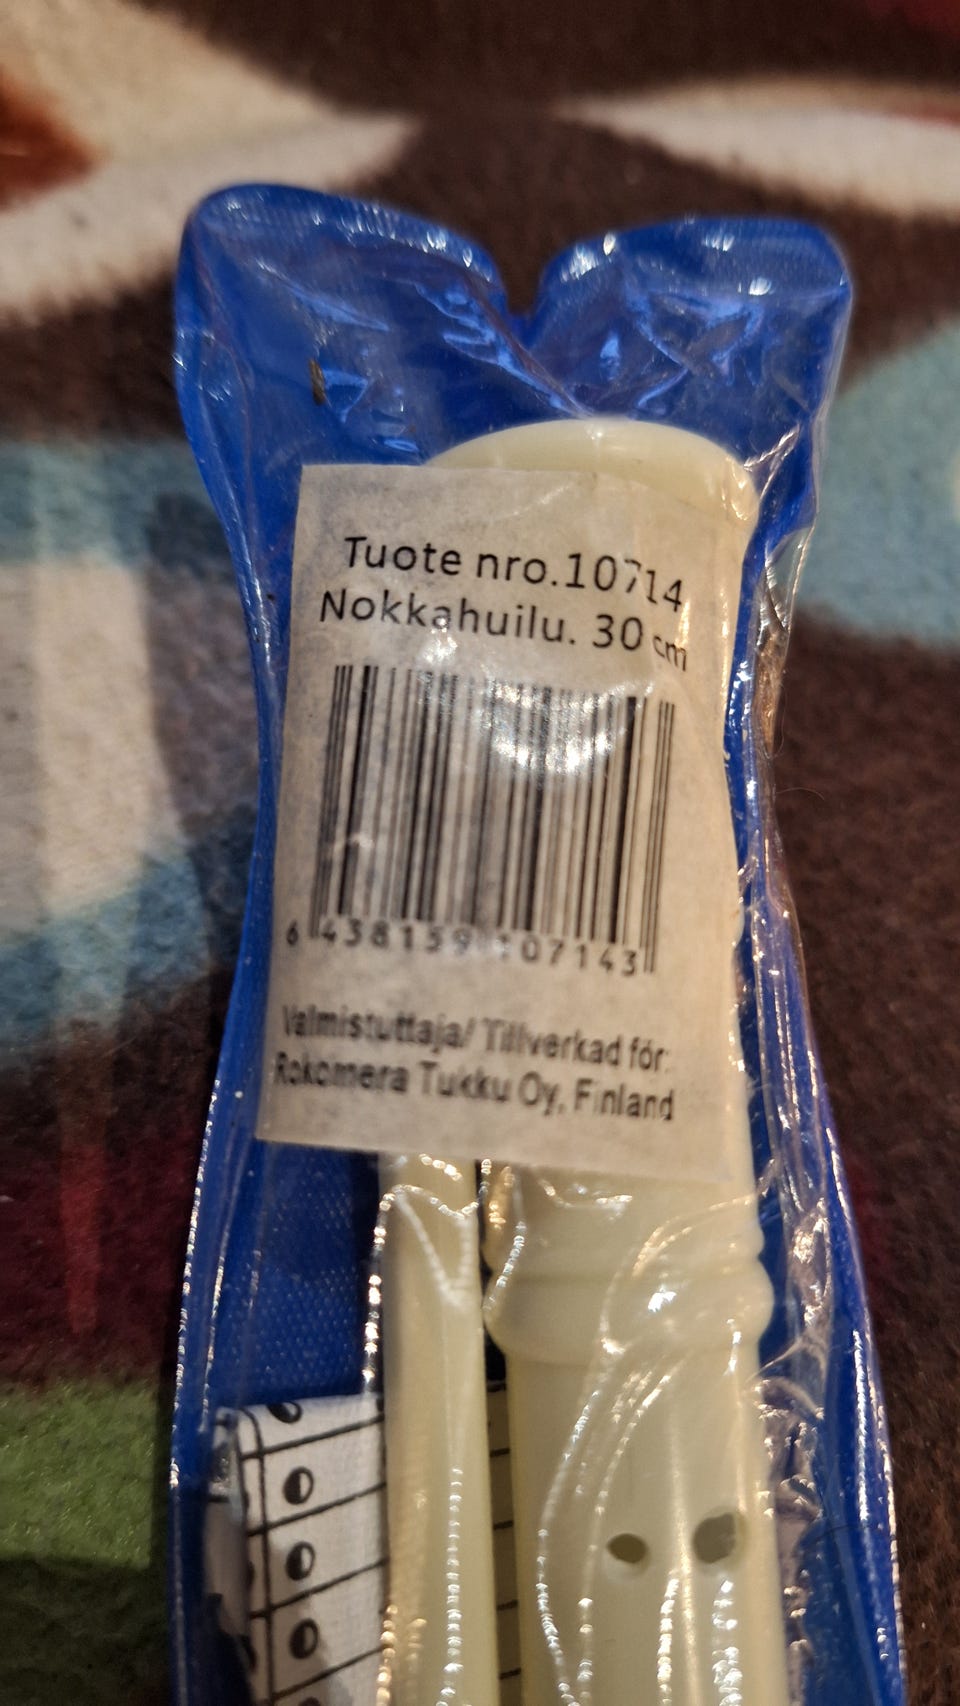 Tuote nro.10714
Nokkahuilu. 30 cm
6 438159 107143
Valmistuttaja/ Tillverkad för:
Rokomera Tukku Oy, Finland